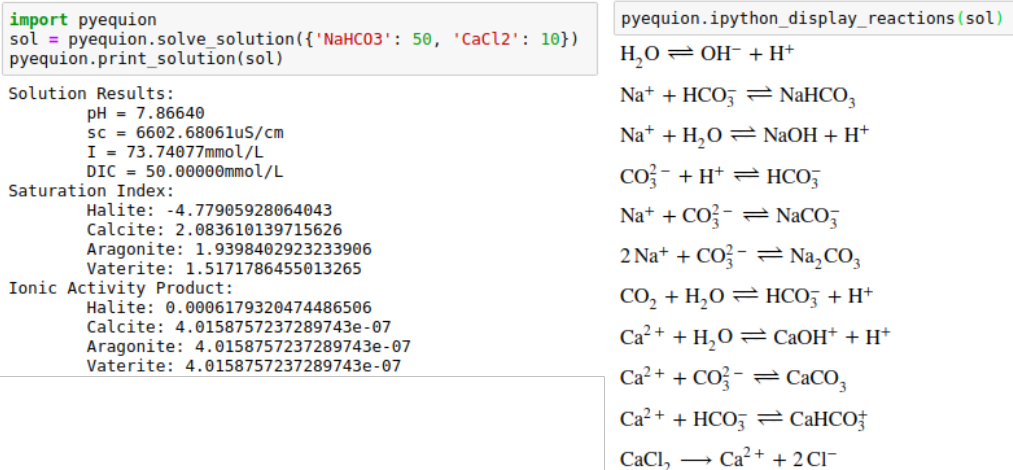 import pyequion
sol = pyequion.solve_solution({'NaHCO3': 50, 'CaCl2': 10})
pyequion.print_solution(sol)
Solution Results:
pH = 7.86640
sc = 6602.68061uS/cm
I = 73.74077mmol/L
DIC = 50.00000mmol/L
Saturation Index:
Halite: -4.77905928064043
Calcite: 2.083610139715626
Aragonite: 1.9398402923233906
Vaterite: 1.5171786455013265
Ionic Activity Product:
Halite: 0.0006179320474486506
Calcite: 4.0158757237289743e-07
Aragonite: 4.0158757237289743e-07
Vaterite: 4.0158757237289743e-07
pyequion.ipython_display_reactions(sol)
H₂O ⇌ OH⁻ + H⁺
Na⁺ + HCO₃⁻ ⇌ NaHCO₃
Na⁺ + H₂O ⇌ NaOH + H⁺
CO₃²⁻ + H⁺ ⇌ HCO₃⁻
Na⁺ + CO₃²⁻ ⇌ NaCO₃⁻
2 Na⁺ + CO₃²⁻ ⇌ Na₂CO₃
CO₂ + H₂O ⇌ HCO₃⁻ + H⁺
Ca²⁺ + H₂O ⇌ CaOH⁺ + H⁺
Ca²⁺ + CO₃²⁻ ⇌ CaCO₃
Ca²⁺ + HCO₃⁻ ⇌ CaHCO₃⁺
CaCl₂ ⟶ Ca²⁺ + 2 Cl⁻